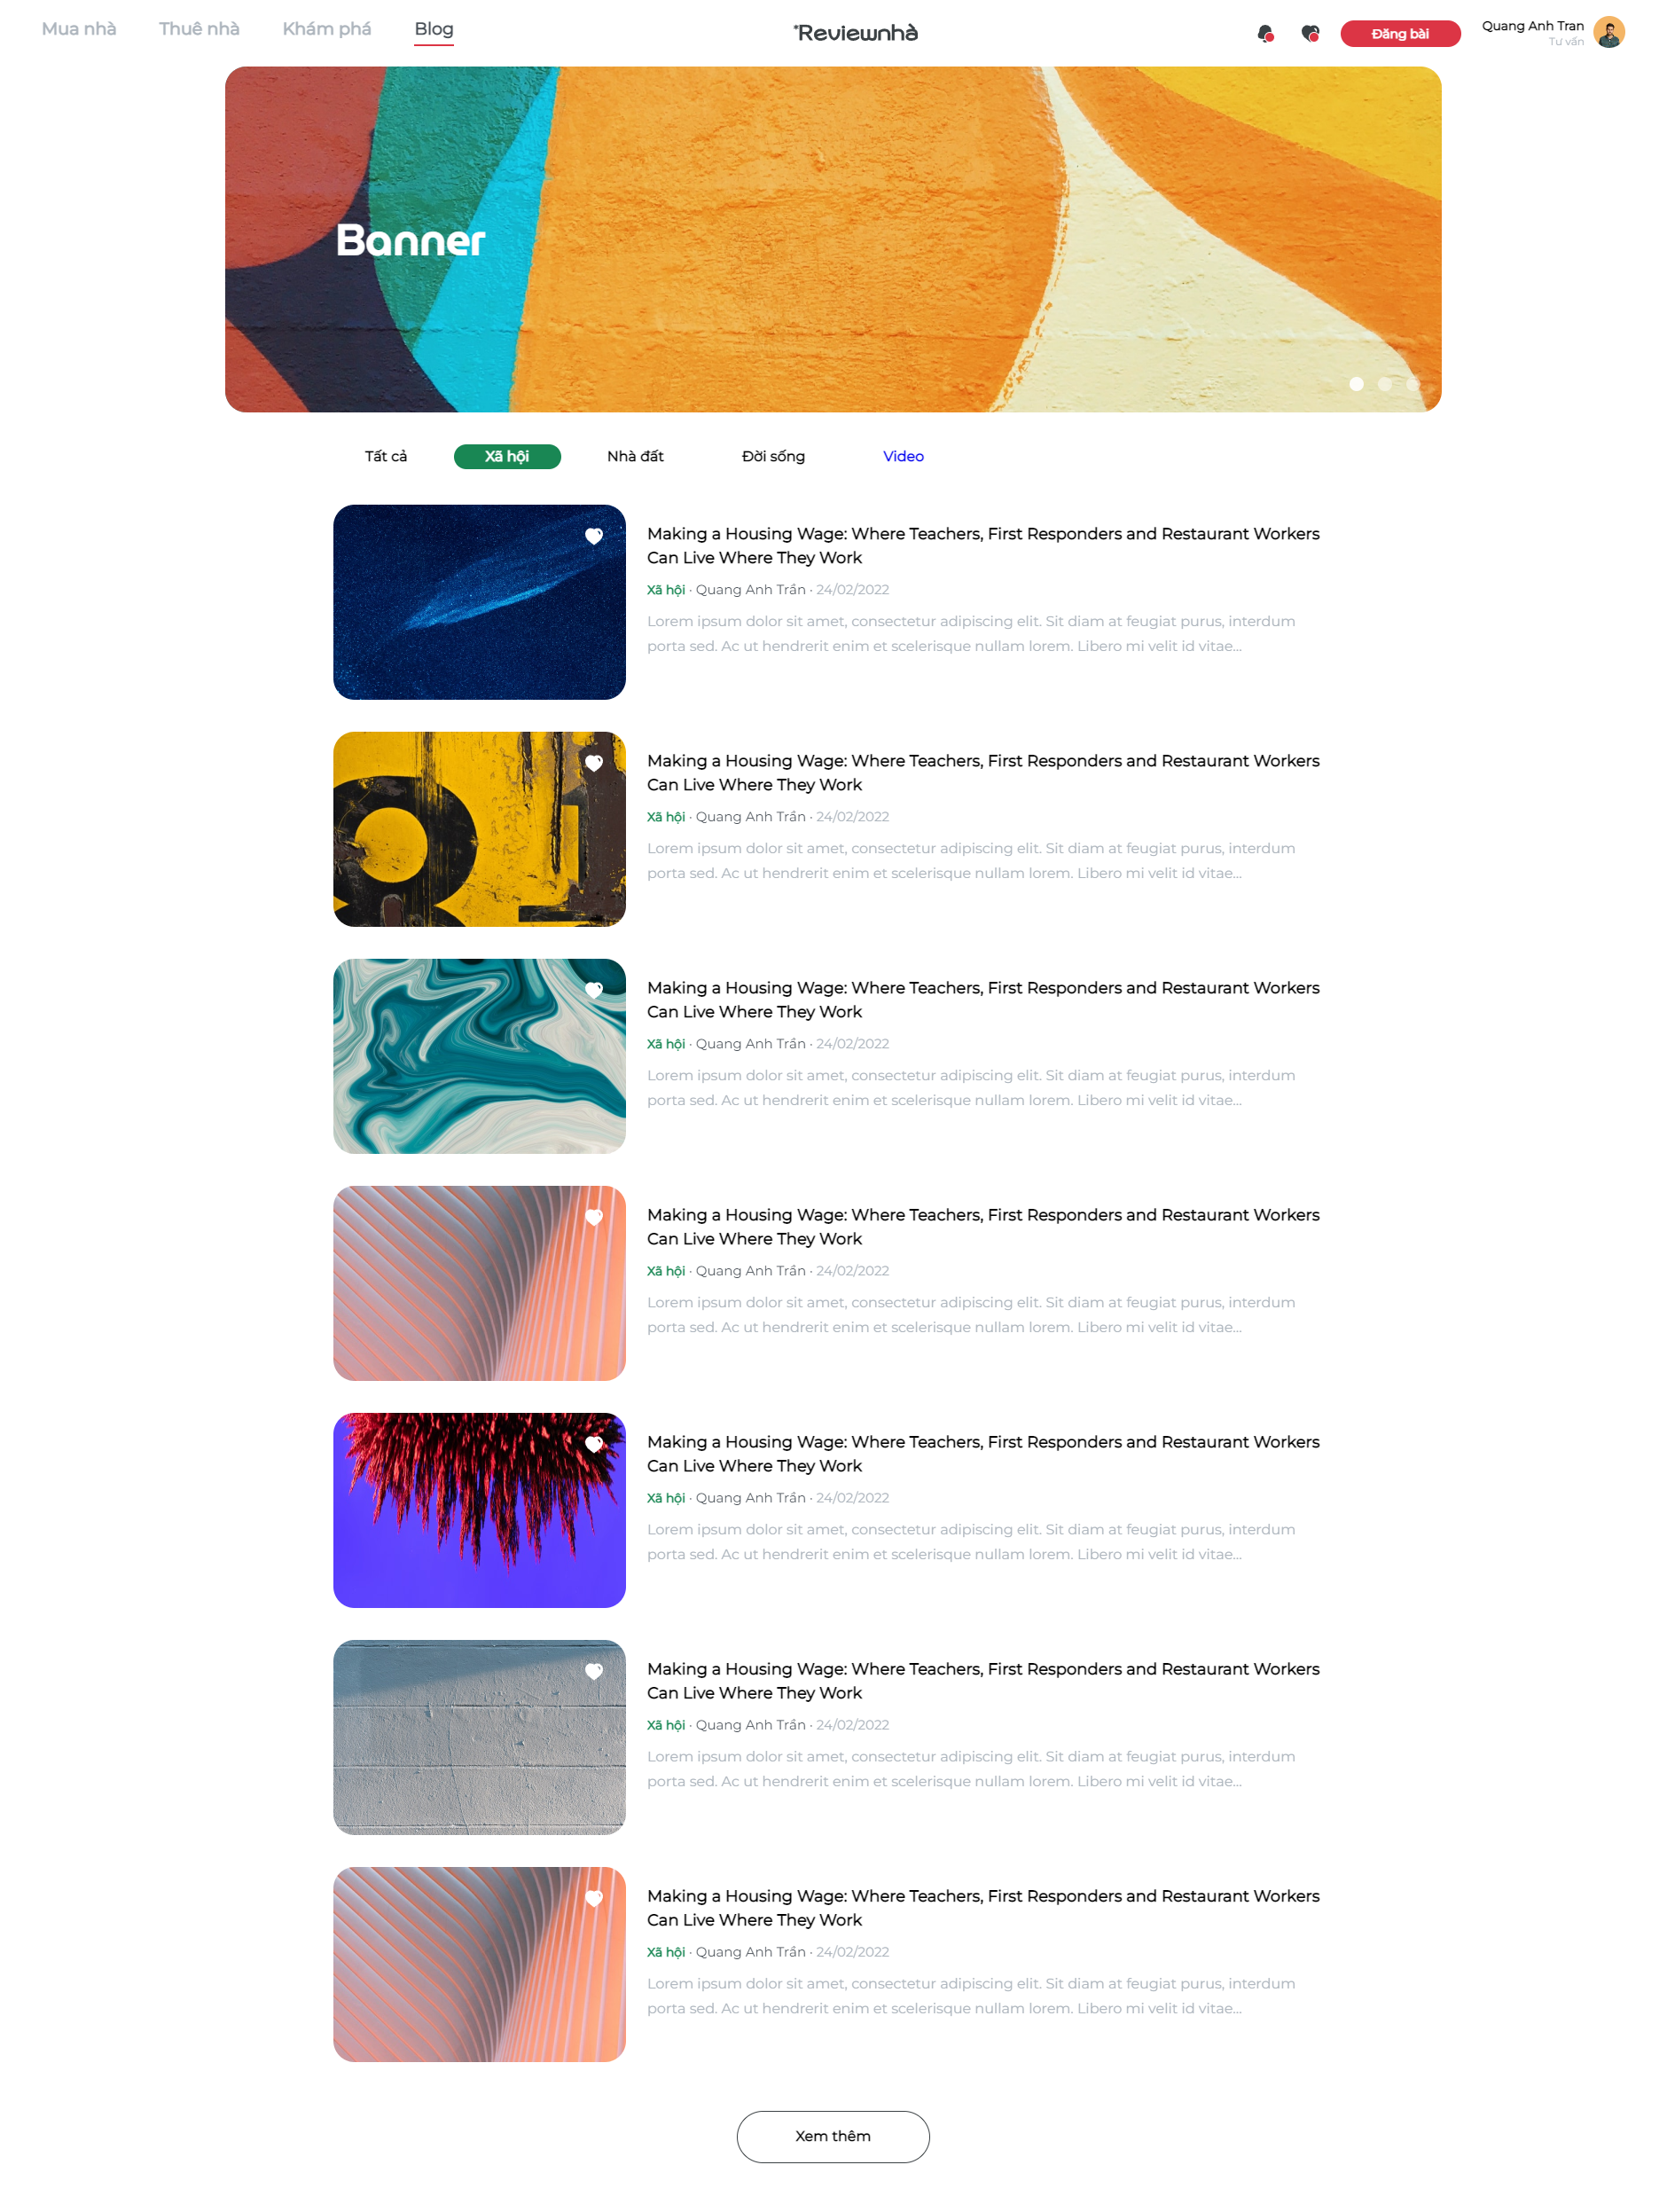 Mua nhà Thuê nhà Khám phá Blog
*Reviewnhà
Đăng bài
Quang Anh Tran
Tư vấn
Banner
Tất cả Xã hội Nhà đất Đời sống Video
Making a Housing Wage: Where Teachers, First Responders and Restaurant Workers
Can Live Where They Work
Xã hội · Quang Anh Trần · 24/02/2022
Lorem ipsum dolor sit amet, consectetur adipiscing elit. Sit diam at feugiat purus, interdum
porta sed. Ac ut hendrerit enim et scelerisque nullam lorem. Libero mi velit id vitae...
Making a Housing Wage: Where Teachers, First Responders and Restaurant Workers
Can Live Where They Work
Xã hội · Quang Anh Trần · 24/02/2022
Lorem ipsum dolor sit amet, consectetur adipiscing elit. Sit diam at feugiat purus, interdum
porta sed. Ac ut hendrerit enim et scelerisque nullam lorem. Libero mi velit id vitae...
Making a Housing Wage: Where Teachers, First Responders and Restaurant Workers
Can Live Where They Work
Xã hội · Quang Anh Trần · 24/02/2022
Lorem ipsum dolor sit amet, consectetur adipiscing elit. Sit diam at feugiat purus, interdum
porta sed. Ac ut hendrerit enim et scelerisque nullam lorem. Libero mi velit id vitae...
Making a Housing Wage: Where Teachers, First Responders and Restaurant Workers
Can Live Where They Work
Xã hội · Quang Anh Trần · 24/02/2022
Lorem ipsum dolor sit amet, consectetur adipiscing elit. Sit diam at feugiat purus, interdum
porta sed. Ac ut hendrerit enim et scelerisque nullam lorem. Libero mi velit id vitae...
Making a Housing Wage: Where Teachers, First Responders and Restaurant Workers
Can Live Where They Work
Xã hội · Quang Anh Trần · 24/02/2022
Lorem ipsum dolor sit amet, consectetur adipiscing elit. Sit diam at feugiat purus, interdum
porta sed. Ac ut hendrerit enim et scelerisque nullam lorem. Libero mi velit id vitae...
Making a Housing Wage: Where Teachers, First Responders and Restaurant Workers
Can Live Where They Work
Xã hội · Quang Anh Trần · 24/02/2022
Lorem ipsum dolor sit amet, consectetur adipiscing elit. Sit diam at feugiat purus, interdum
porta sed. Ac ut hendrerit enim et scelerisque nullam lorem. Libero mi velit id vitae...
Making a Housing Wage: Where Teachers, First Responders and Restaurant Workers
Can Live Where They Work
Xã hội · Quang Anh Trần · 24/02/2022
Lorem ipsum dolor sit amet, consectetur adipiscing elit. Sit diam at feugiat purus, interdum
porta sed. Ac ut hendrerit enim et scelerisque nullam lorem. Libero mi velit id vitae...
Xem thêm